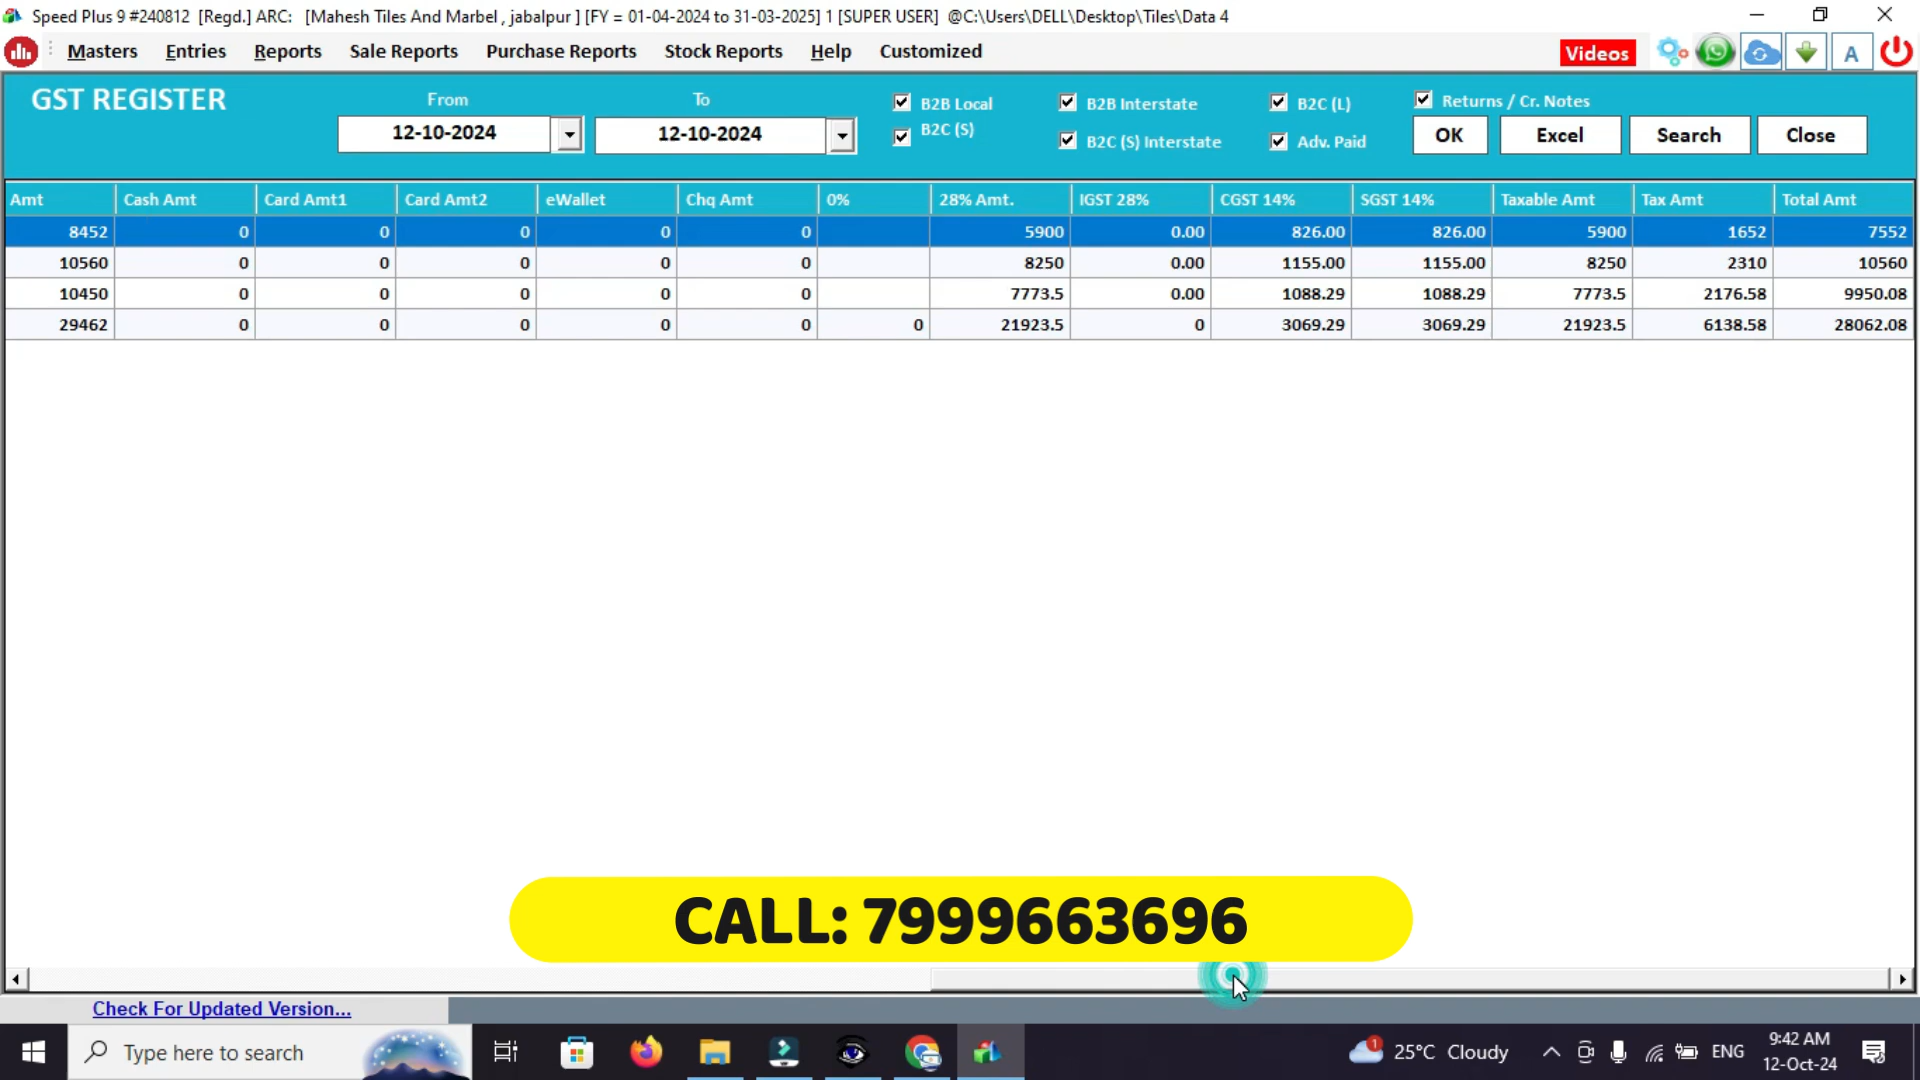 Speed Plus 9 #240812 [Regd.] ARC: [Mahesh Tiles And Marbel , jabalpur ] [FY = 01-04-2024 to 31-03-2025] 1 [SUPER USER] @C:\Users\DELL\Desktop\Tiles\Data 4
Masters Entries Reports Sale Reports Purchase Reports Stock Reports Help Customized Videos A
GST REGISTER From To B2B Local B2B Interstate B2C (L) Returns / Cr. Notes
12-10-2024 12-10-2024 B2C (S) B2C (S) Interstate Adv. Paid OK Excel Search Close
Amt Cash Amt Card Amt1 Card Amt2 eWallet Chq Amt 0% 28% Amt. IGST 28% CGST 14% SGST 14% Taxable Amt Tax Amt Total Amt
8452 0 0 0 0 0 5900 0.00 826.00 826.00 5900 1652 7552
10560 0 0 0 0 0 8250 0.00 1155.00 1155.00 8250 2310 10560
10450 0 0 0 0 0 7773.5 0.00 1088.29 1088.29 7773.5 2176.58 9950.08
29462 0 0 0 0 0 0 21923.5 0 3069.29 3069.29 21923.5 6138.58 28062.08
CALL: 7999663696
Check For Updated Version...
Type here to search 1 25°C Cloudy ENG 9:42 AM
12-Oct-24